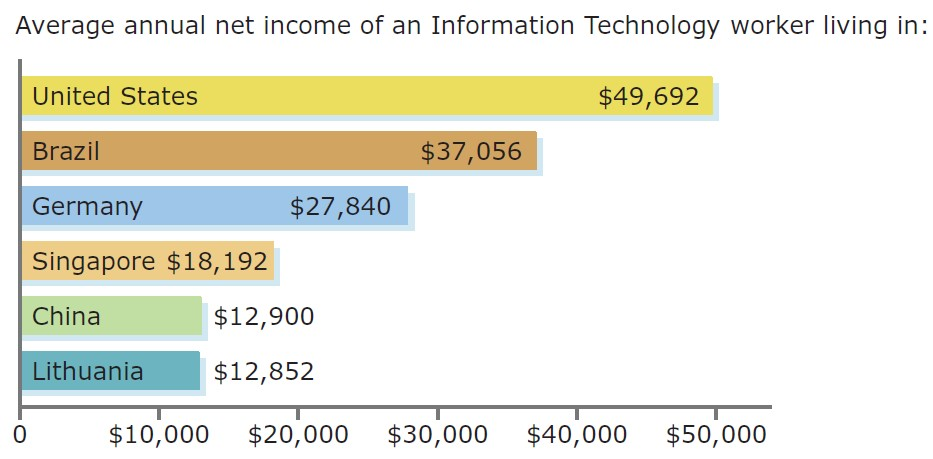 Average annual net income of an Information Technology worker living in:
United States $49,692
Brazil $37,056
Germany $27,840
Singapore $18,192
China $12,900
Lithuania $12,852
0 $10,000 $20,000 $30,000 $40,000 $50,000